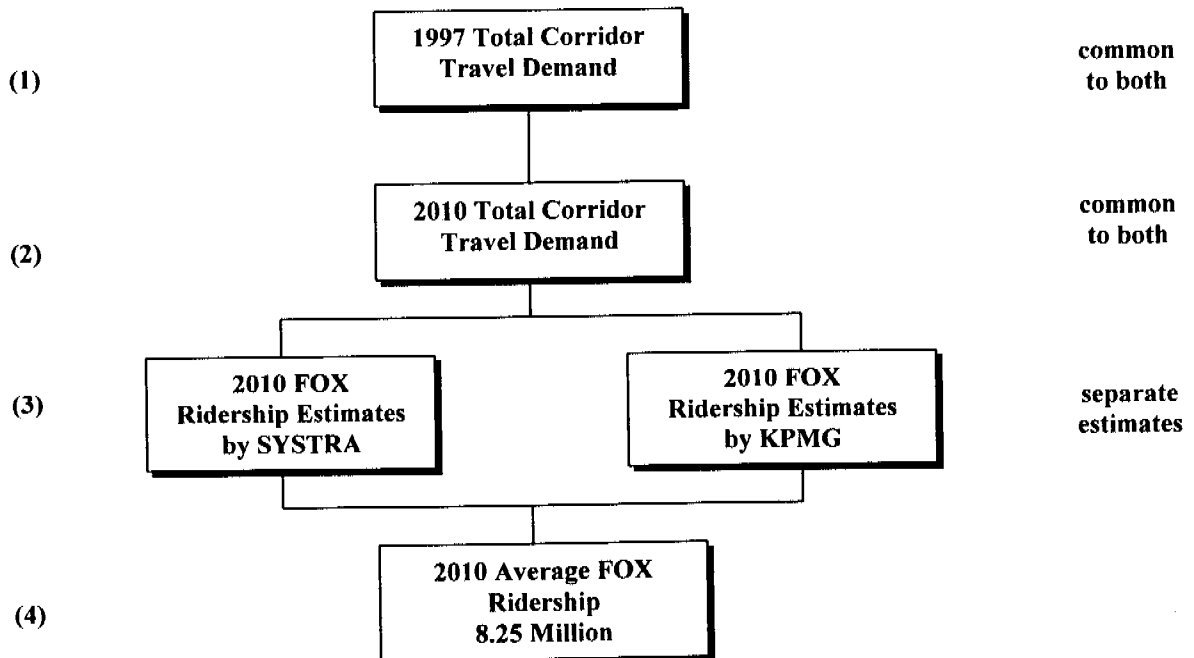 (1)
1997 Total Corridor
Travel Demand
common
to both
(2)
2010 Total Corridor
Travel Demand
common
to both
(3)
2010 FOX
Ridership Estimates
by SYSTRA
2010 FOX
Ridership Estimates
by KPMG
separate
estimates
(4)
2010 Average FOX
Ridership
8.25 Million